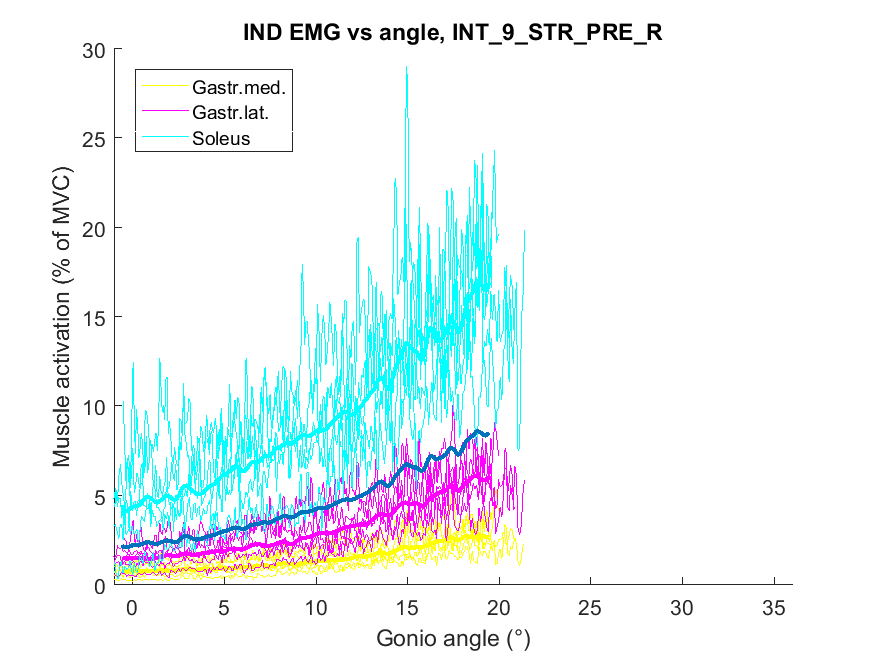 IND EMG vs angle, INT_9_STR_PRE_R
30
25
20
15
10
5
0
Muscle activation (% of MVC)
Gastr.med.
Gastr.lat.
Soleus
0 5 10 15 20 25 30 35
Gonio angle (°)